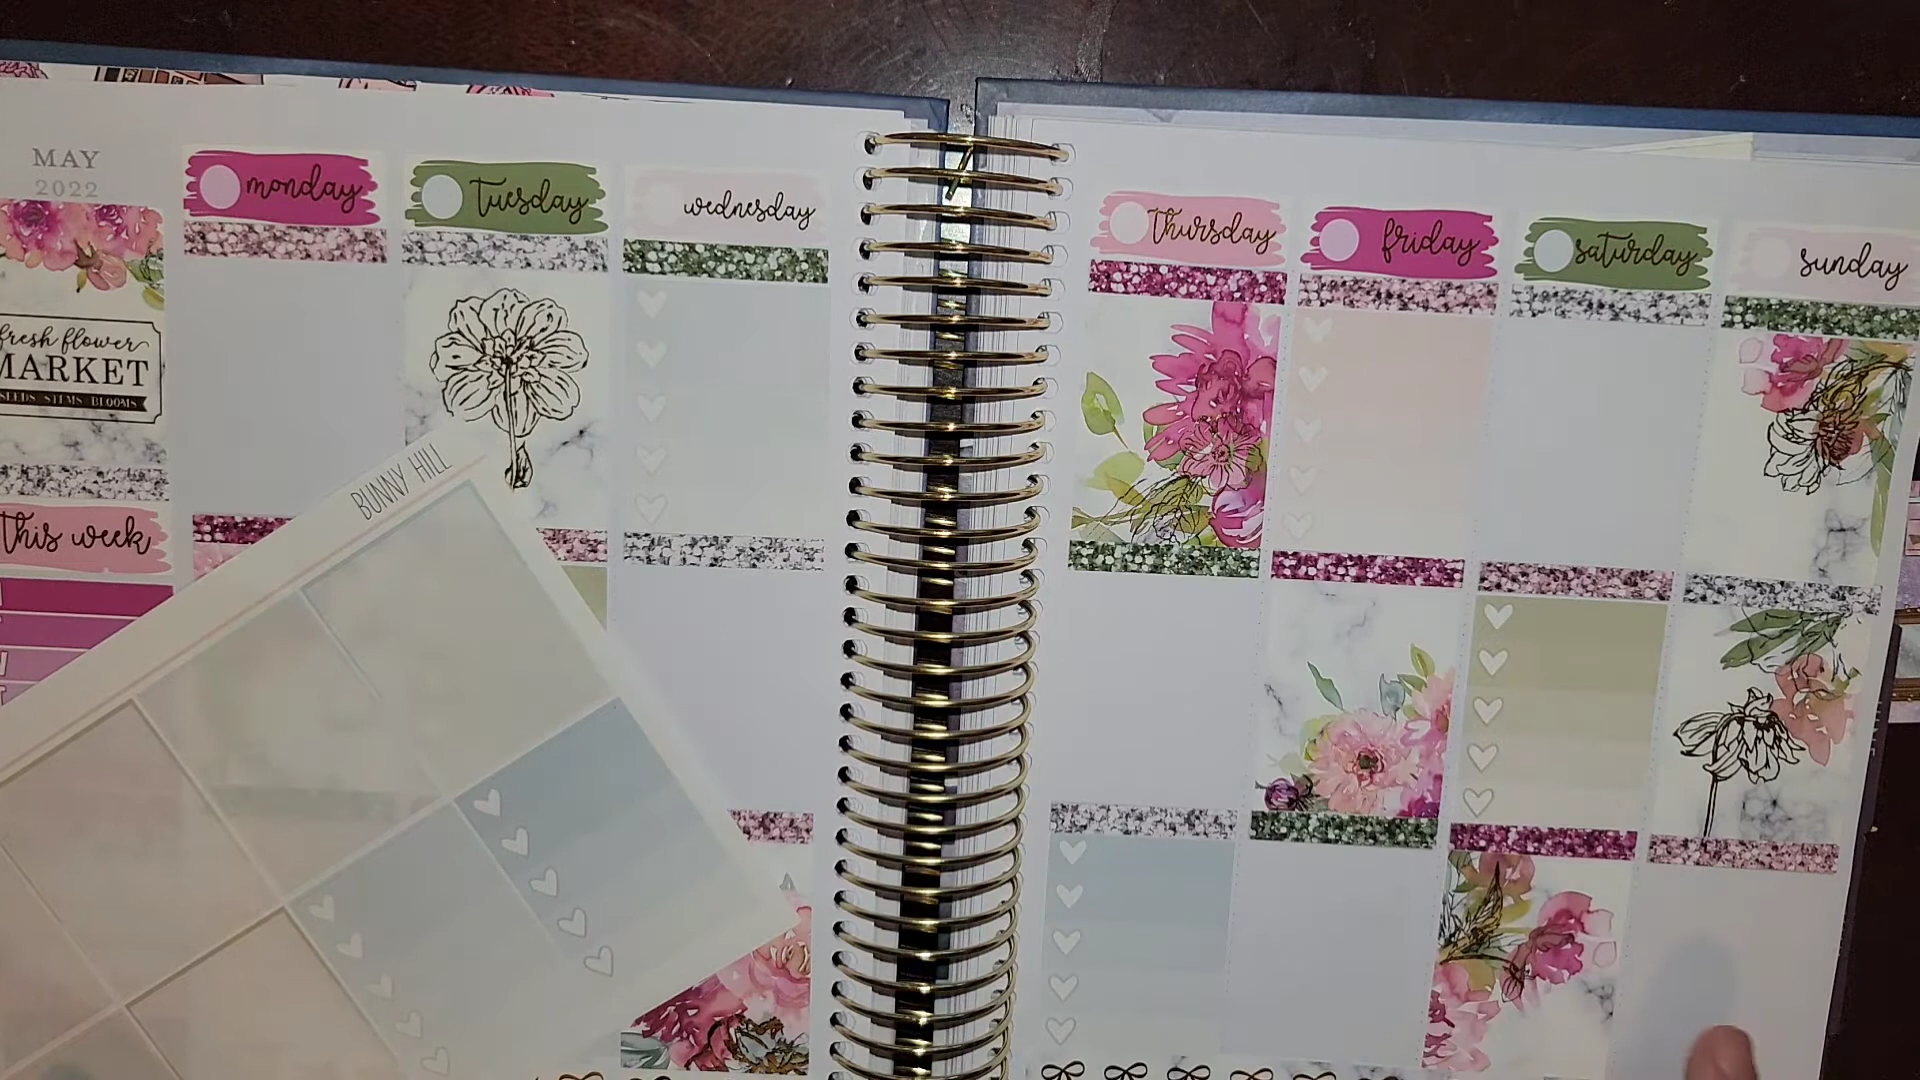 MAY
2022
monday
tuesday
wednesday
thursday
friday
saturday
sunday
fresh flower
MARKET
SEEDS STEMS BLOOMS
this week
BUNNY HILL